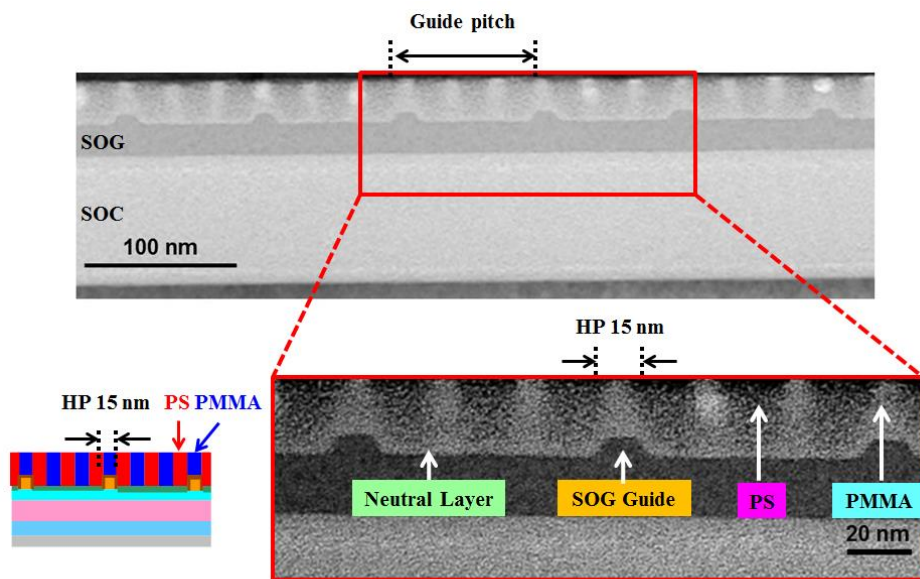 Guide pitch
SOG
SOC
100 nm
HP 15 nm
HP 15 nm PS PMMA
Neutral Layer SOG Guide PS PMMA
20 nm